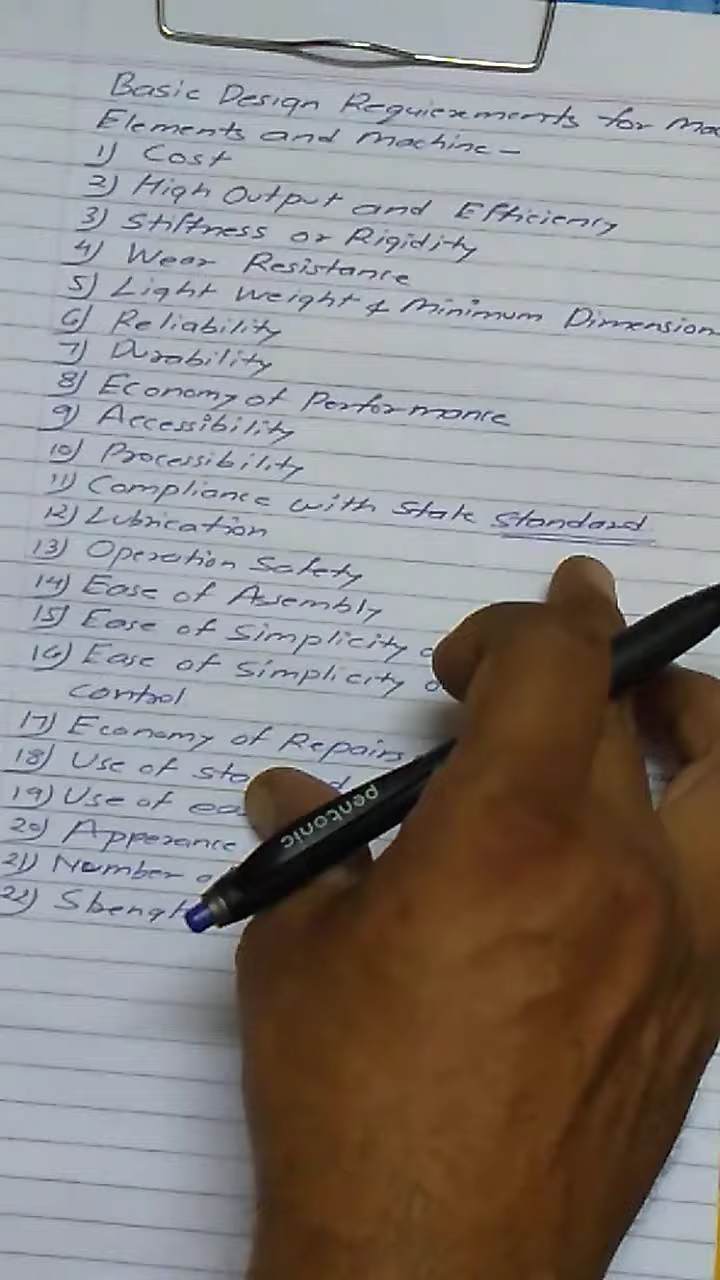 Basic Design Requierements for Mac
Elements and Machine -
1) Cost
2) High Output and Efficiency
3) Stiffness or Rigidity
4) Wear Resistance
5) Light Weight & Minimum Dimension
6) Reliability
7) Durability
8) Economy of Performance
9) Accessibility
10) Processibility
11) Compliance with State Standard
12) Lubrication
13) Operation Safety
14) Ease of Assembly
15) Ease of Simplicity
16) Ease of Simplicity
control
17) Economy of Repairs
18) Use of
19) Use of
20) Apperance
21) Number
22)
pentonic